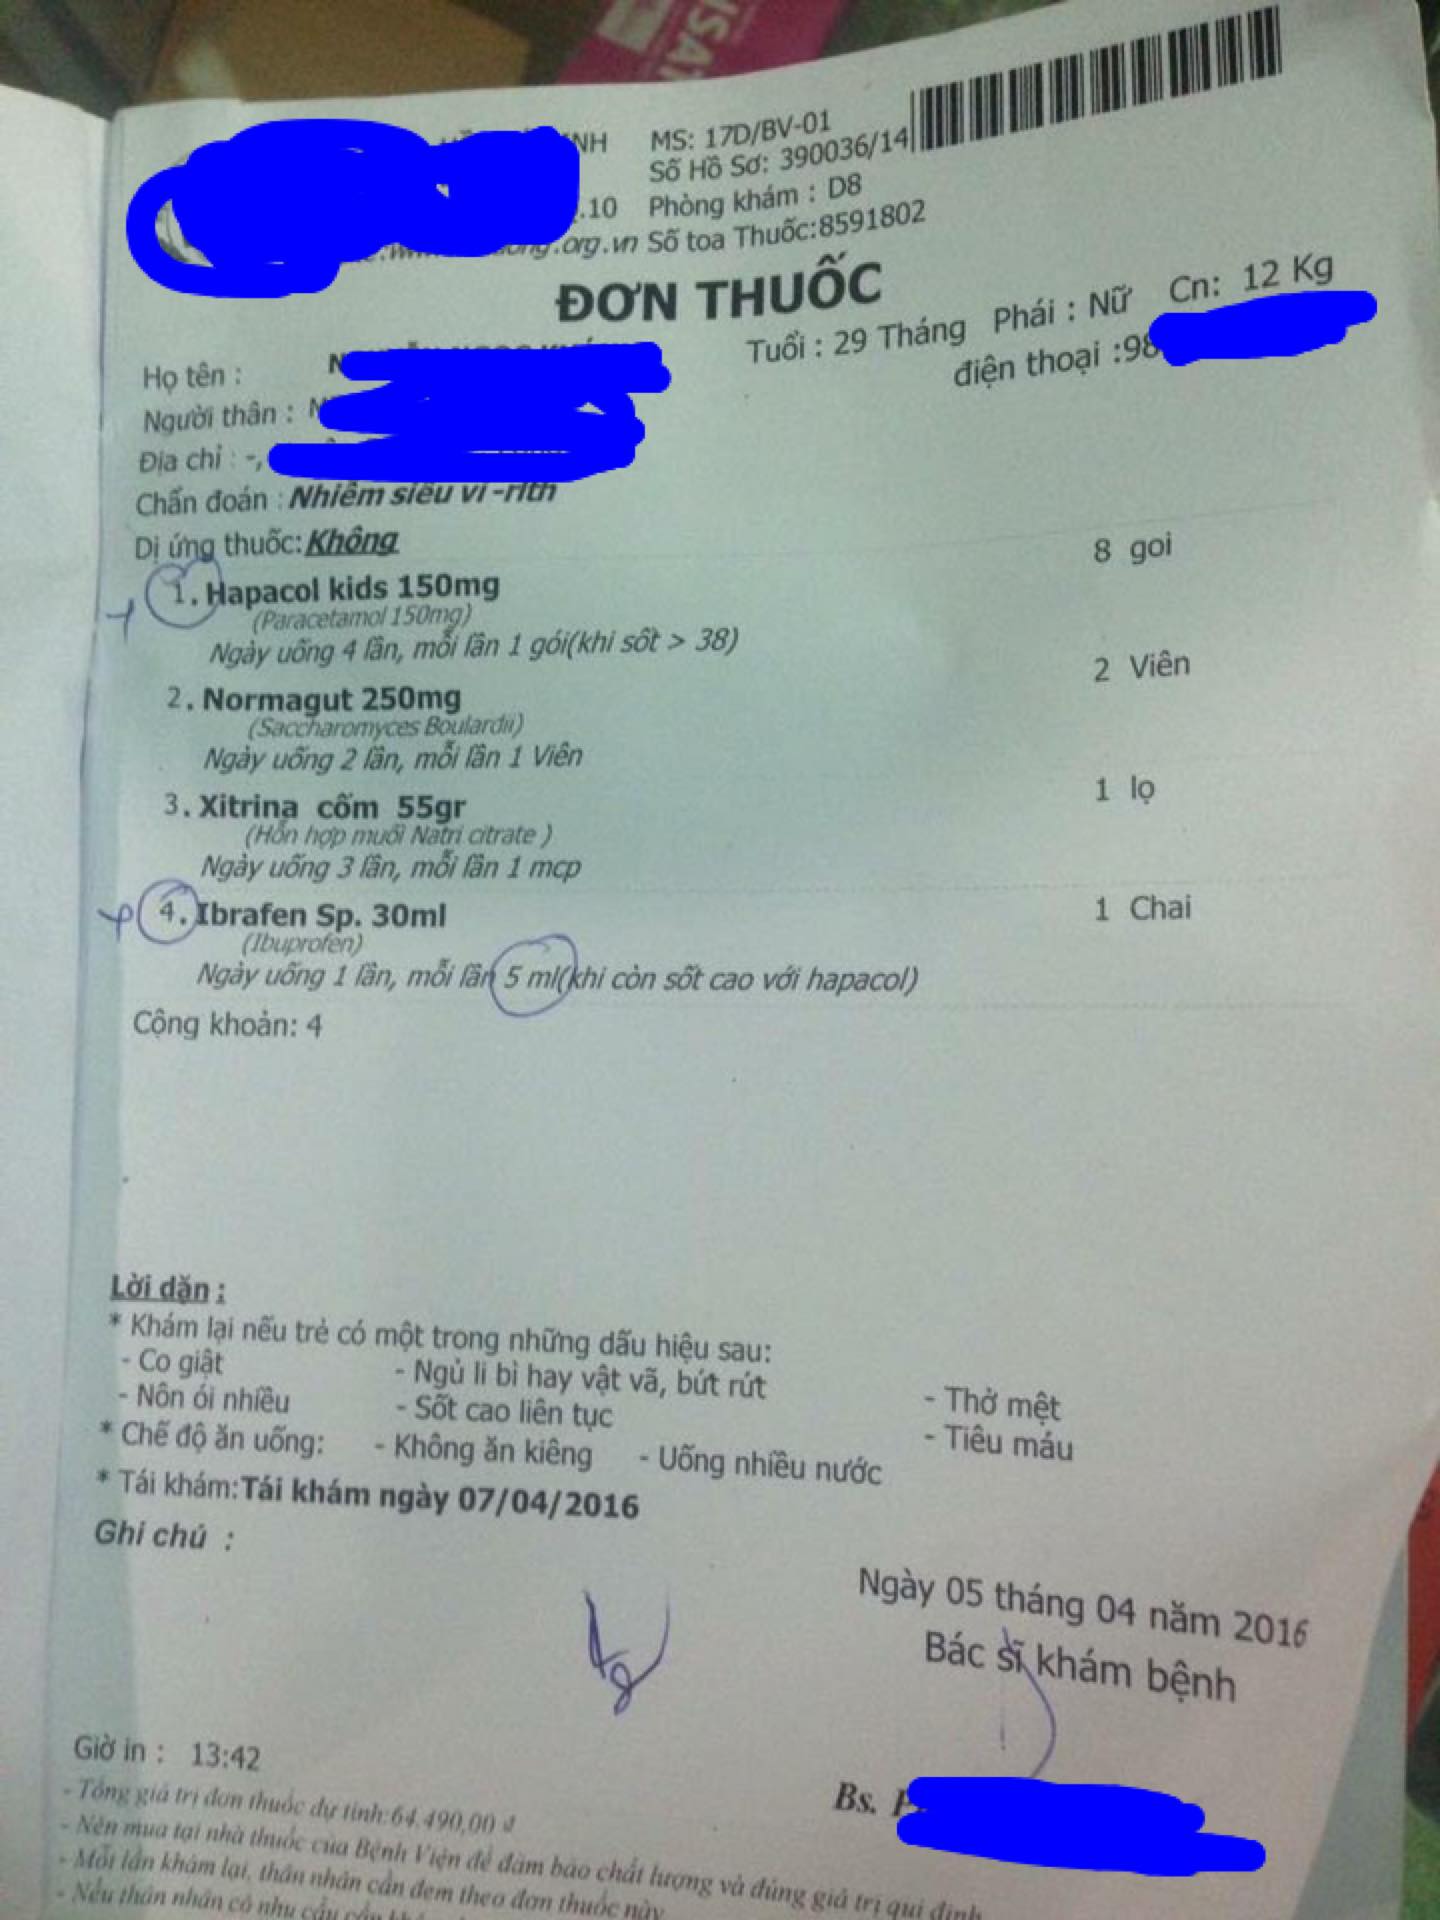 MS: 17D/BV-01
Số Hồ Sơ: 390036/14
.10 Phòng khám : D8
.org.vn Số toa Thuốc:8591802
ĐƠN THUỐC
Tuổi : 29 Tháng Phái : Nữ Cn: 12 Kg
Họ tên :
điện thoại :98
Người thân :
Địa chỉ : -,
Chẩn đoán : Nhiễm siêu vi -rith
Dị ứng thuốc: Không
1. Hapacol kids 150mg 8 goi
(Paracetamol 150mg)
Ngày uống 4 lần, mỗi lần 1 gói(khi sốt > 38)
2. Normagut 250mg 2 Viên
(Saccharomyces Boulardii)
Ngày uống 2 lần, mỗi lần 1 Viên
3. Xitrina cốm 55gr 1 lọ
(Hỗn hợp muối Natri citrate )
Ngày uống 3 lần, mỗi lần 1 mcp
4. Ibrafen Sp. 30ml 1 Chai
(Ibuprofen)
Ngày uống 1 lần, mỗi lần 5 ml(khi còn sốt cao với hapacol)
Cộng khoản: 4
Lời dặn :
* Khám lại nếu trẻ có một trong những dấu hiệu sau:
- Co giật - Ngủ li bì hay vật vã, bứt rứt - Thở mệt
- Nôn ói nhiều - Sốt cao liên tục - Tiêu máu
* Chế độ ăn uống: - Không ăn kiêng - Uống nhiều nước
* Tái khám:Tái khám ngày 07/04/2016
Ghi chú :
Ngày 05 tháng 04 năm 2016
Bác sĩ khám bệnh
Giờ in : 13:42
Bs.
- Tổng giá trị đơn thuốc dự tính:64.490,00 đ
- Nên mua tại nhà thuốc của Bệnh Viện để đảm bảo chất lượng và đúng giá trị qui định
- Mỗi lần khám lại, thân nhân cần đem theo đơn thuốc này
- Nếu thân nhân có nhu cầu